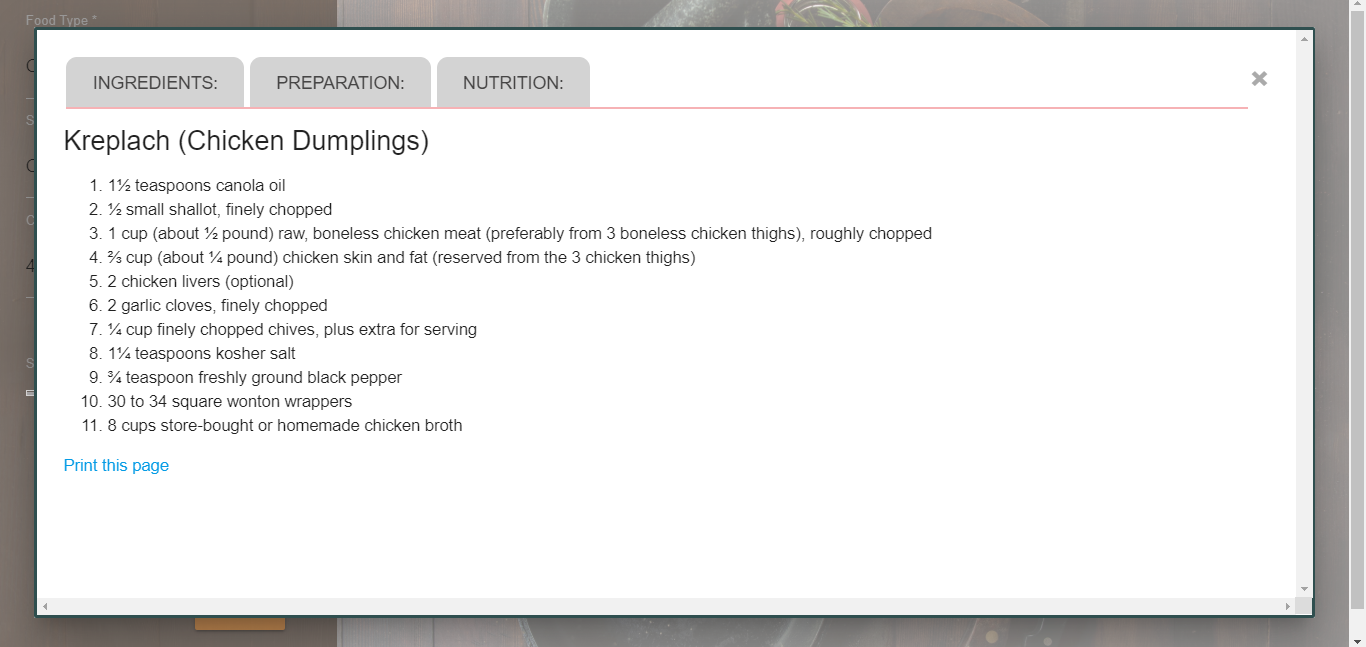 Food Type *
INGREDIENTS:
PREPARATION:
NUTRITION:
Kreplach (Chicken Dumplings)
1. 1½ teaspoons canola oil
2. ½ small shallot, finely chopped
3. 1 cup (about ½ pound) raw, boneless chicken meat (preferably from 3 boneless chicken thighs), roughly chopped
4. ⅔ cup (about ¼ pound) chicken skin and fat (reserved from the 3 chicken thighs)
5. 2 chicken livers (optional)
6. 2 garlic cloves, finely chopped
7. ¼ cup finely chopped chives, plus extra for serving
8. 1¼ teaspoons kosher salt
9. ¾ teaspoon freshly ground black pepper
10. 30 to 34 square wonton wrappers
11. 8 cups store-bought or homemade chicken broth
Print this page